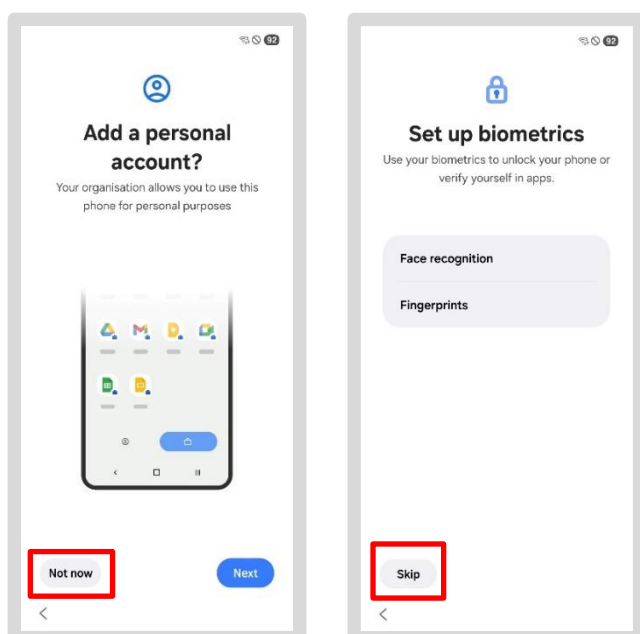 92
Add a personal
account?
Your organisation allows you to use this
phone for personal purposes
Not now
Next
92
Set up biometrics
Use your biometrics to unlock your phone or
verify yourself in apps.
Face recognition
Fingerprints
Skip